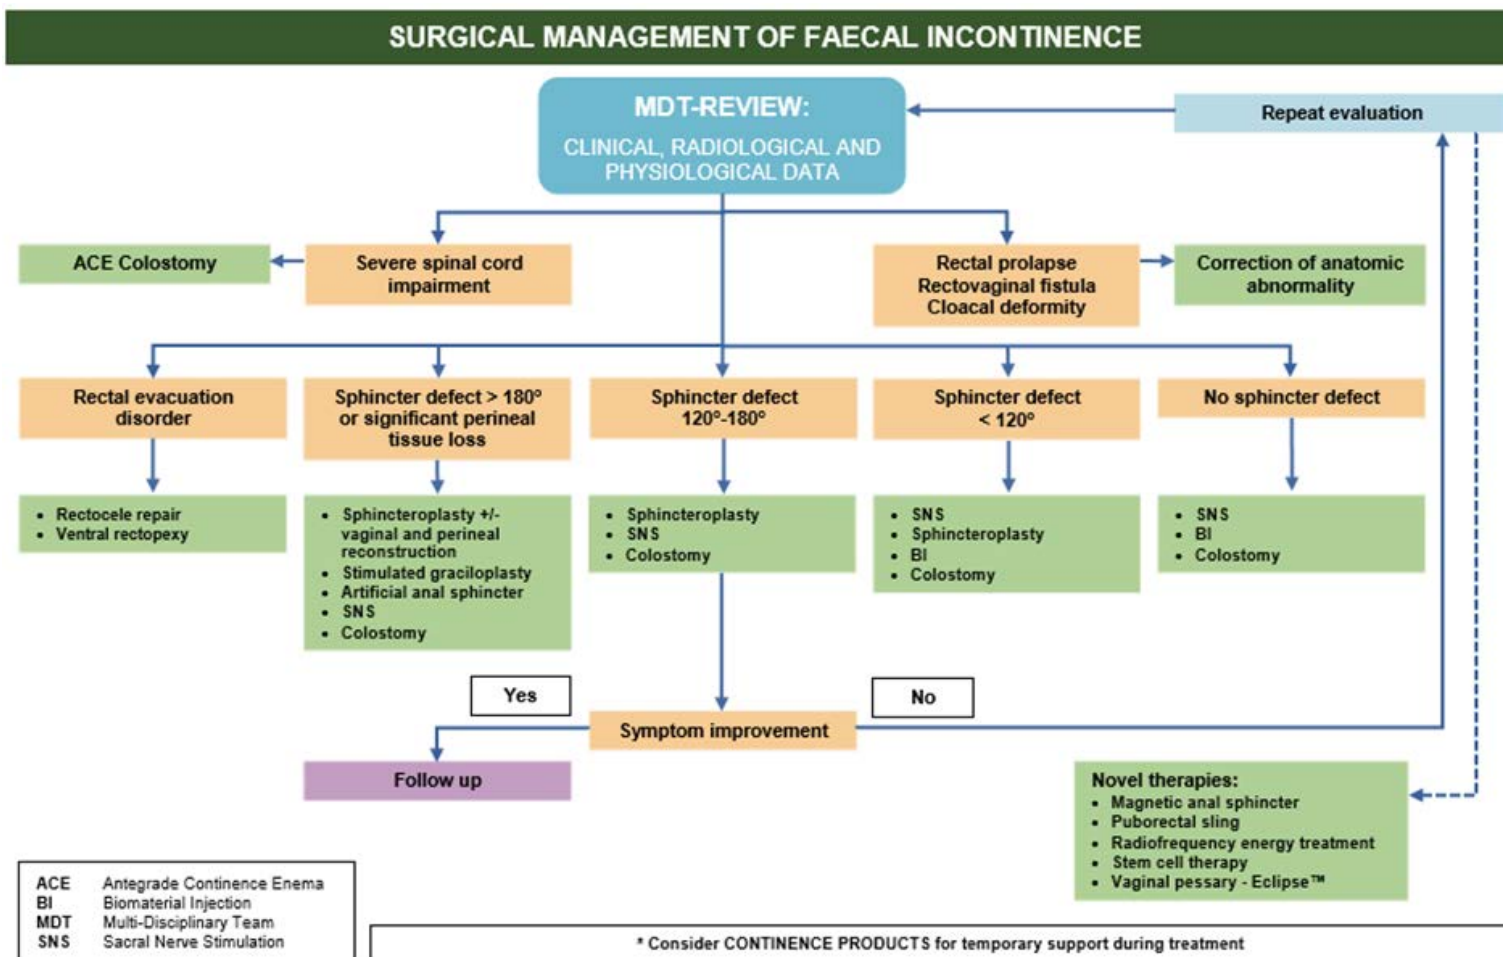 SURGICAL MANAGEMENT OF FAECAL INCONTINENCE
MDT-REVIEW:
CLINICAL, RADIOLOGICAL AND
PHYSIOLOGICAL DATA
Repeat evaluation
ACE Colostomy
Severe spinal cord
impairment
Rectal prolapse
Rectovaginal fistula
Cloacal deformity
Correction of anatomic
abnormality
Rectal evacuation
disorder
Sphincter defect > 180º
or significant perineal
tissue loss
Sphincter defect
120º-180º
Sphincter defect
< 120º
No sphincter defect
• Rectocele repair
• Ventral rectopexy
• Sphincteroplasty +/-
vaginal and perineal
reconstruction
• Stimulated graciloplasty
• Artificial anal sphincter
• SNS
• Colostomy
• Sphincteroplasty
• SNS
• Colostomy
• SNS
• Sphincteroplasty
• BI
• Colostomy
• SNS
• BI
• Colostomy
Yes
No
Symptom improvement
Follow up
Novel therapies:
• Magnetic anal sphincter
• Puborectal sling
• Radiofrequency energy treatment
• Stem cell therapy
• Vaginal pessary - Eclipse™
ACE Antegrade Continence Enema
BI Biomaterial Injection
MDT Multi-Disciplinary Team
SNS Sacral Nerve Stimulation
* Consider CONTINENCE PRODUCTS for temporary support during treatment